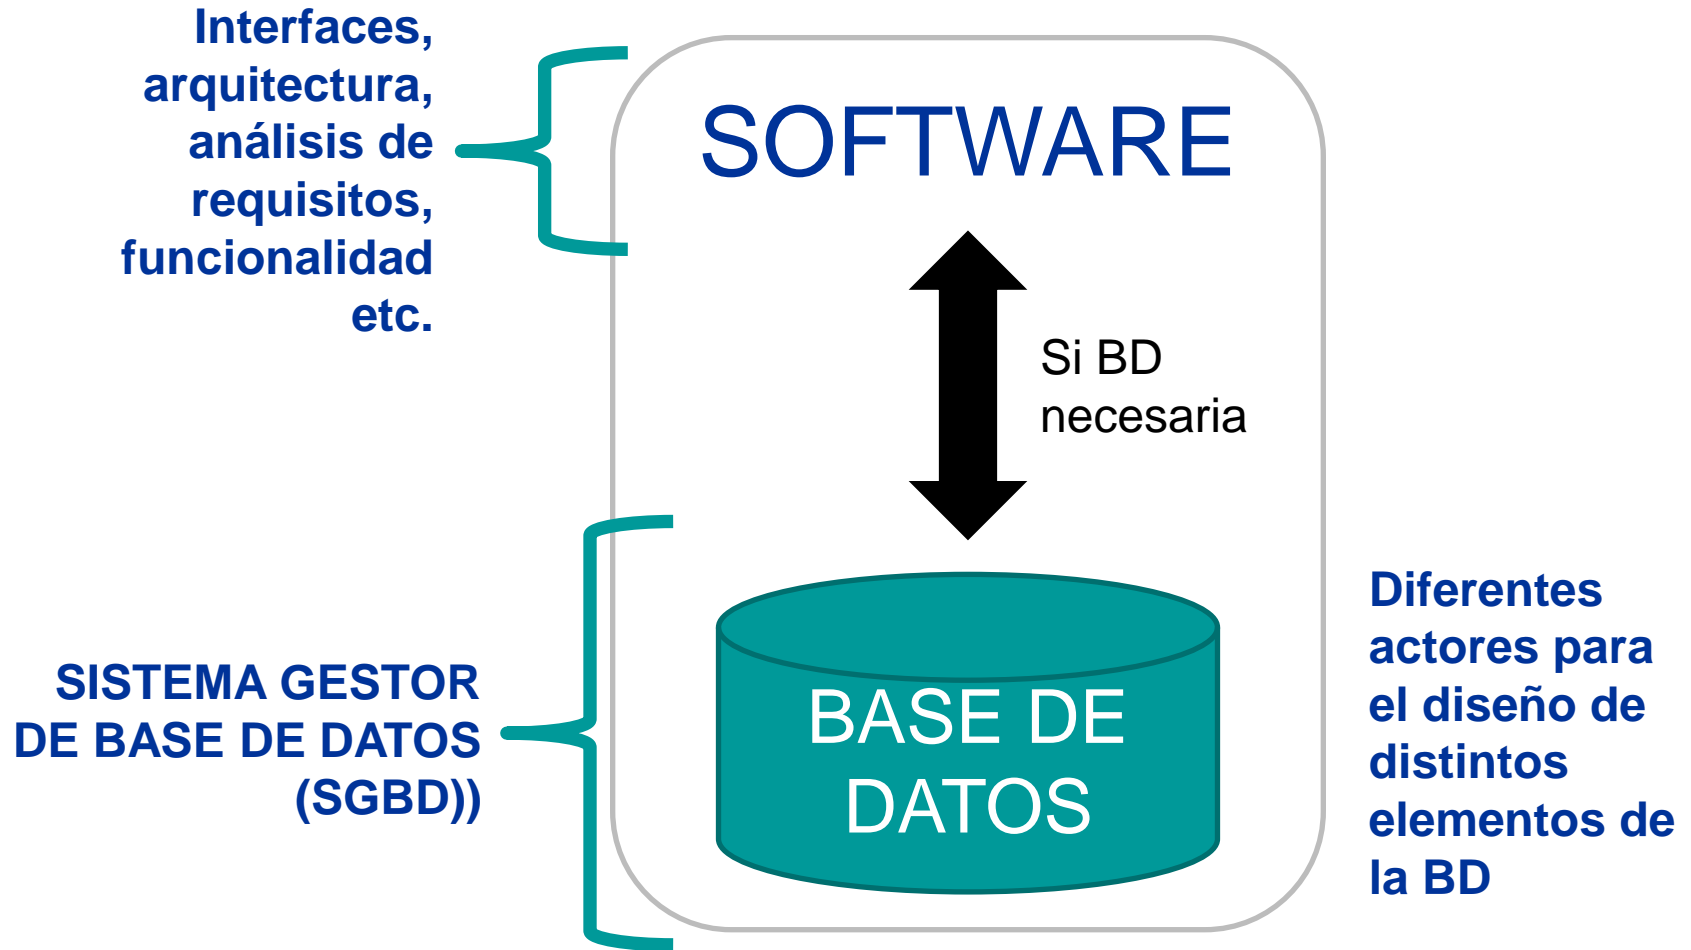 Interfaces,
arquitectura,
análisis de
requisitos,
funcionalidad
etc.
SOFTWARE
Si BD
necesaria
SISTEMA GESTOR
DE BASE DE DATOS
(SGBD))
BASE DE
DATOS
Diferentes
actores para
el diseño de
distintos
elementos de
la BD